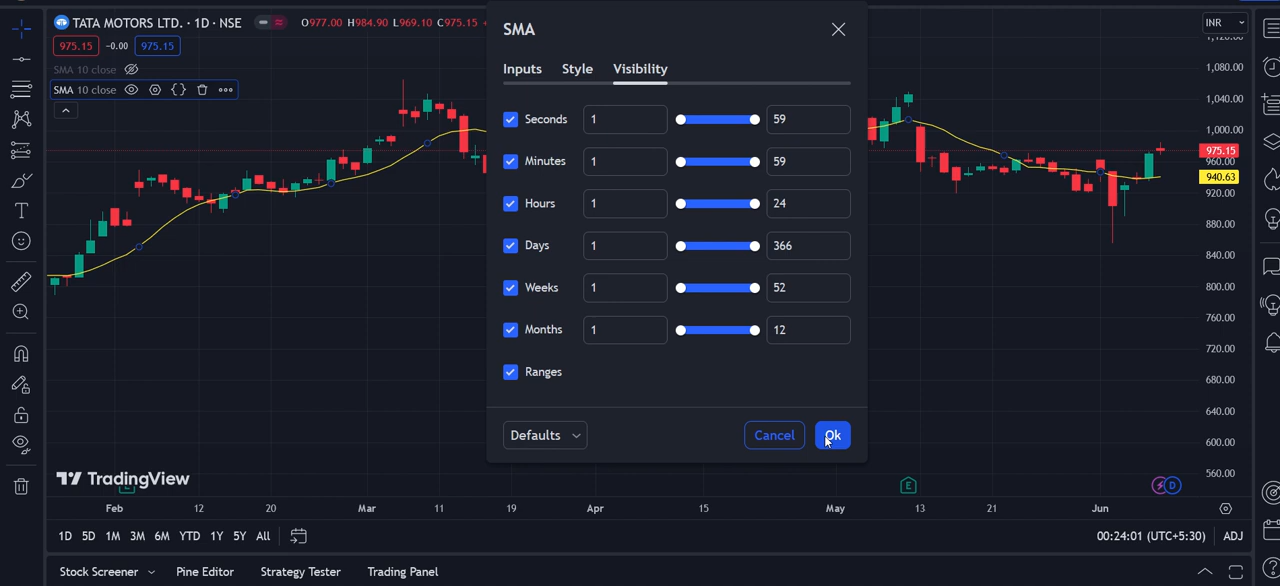 TATA MOTORS LTD. · 1D · NSE
O977.00 H984.90 L969.10 C975.15
975.15 -0.00 975.15
SMA 10 close
SMA 10 close
SMA
Inputs Style Visibility
Seconds 1 59
Minutes 1 59
Hours 1 24
Days 1 366
Weeks 1 52
Months 1 12
Ranges
Defaults Cancel Ok
INR
1,120.00
1,080.00
1,040.00
1,000.00
975.15
960.00
940.63
920.00
880.00
840.00
800.00
760.00
720.00
680.00
640.00
600.00
560.00
TradingView
E E D
Feb 12 20 Mar 11 19 Apr 15 May 13 21 Jun
1D 5D 1M 3M 6M YTD 1Y 5Y All 00:24:01 (UTC+5:30) ADJ
Stock Screener Pine Editor Strategy Tester Trading Panel